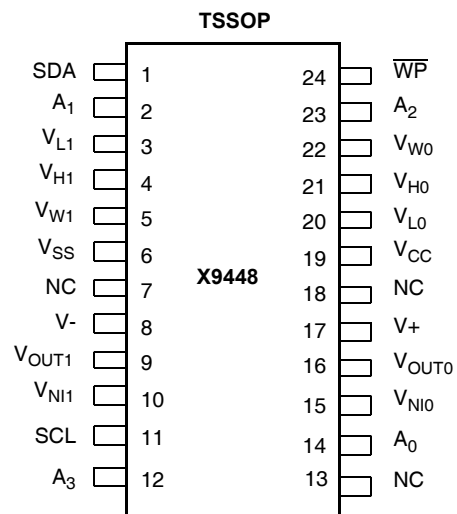 TSSOP
SDA 1 24 W̅P̅
A1 2 23 A2
VL1 3 22 VW0
VH1 4 21 VH0
VW1 5 20 VL0
VSS 6 19 VCC
X9448
NC 7 18 NC
V- 8 17 V+
VOUT1 9 16 VOUT0
VNI1 10 15 VNI0
SCL 11 14 A0
A3 12 13 NC